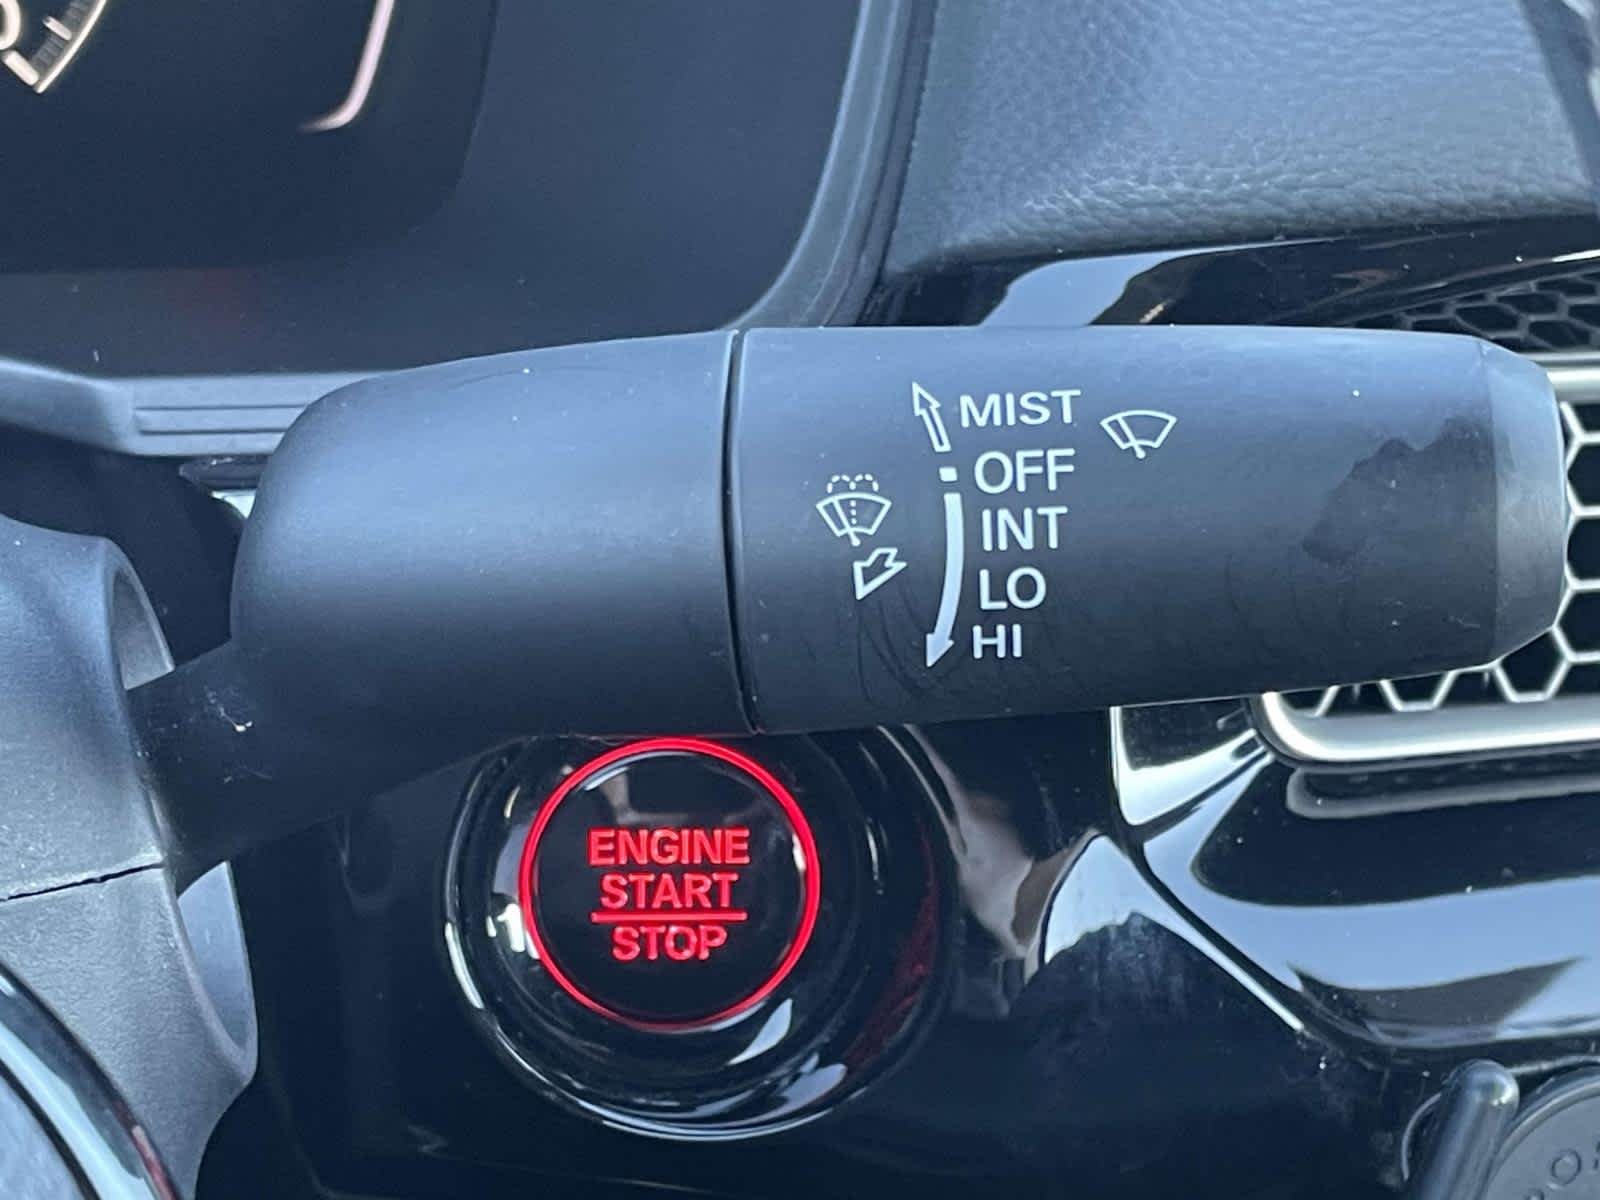 MIST
OFF
INT
LO
HI
ENGINE
START
STOP